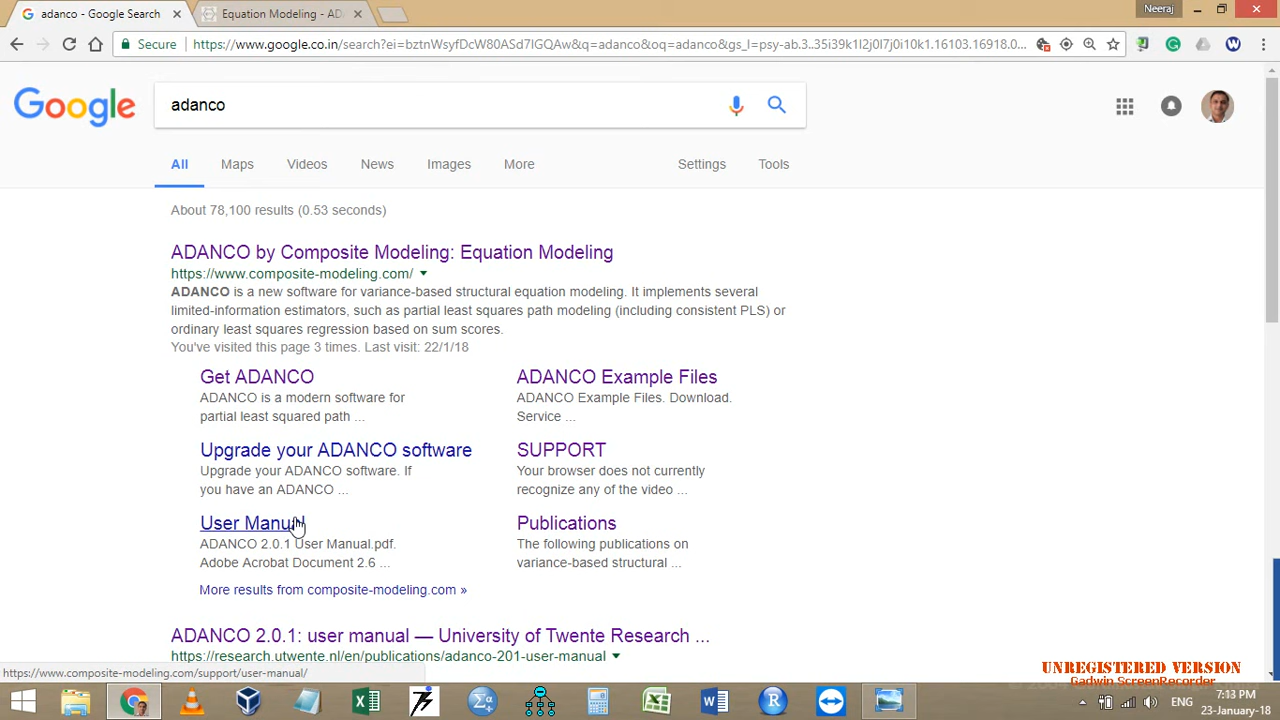 adanco - Google Search
Equation Modeling - AD
Neeraj
Secure
https://www.google.co.in/search?ei=bztnWsyfDcW80ASd7IGQAw&q=adanco&oq=adanco&gs_l=psy-ab.3..35i39k1l2j0l7j0i10k1.16103.16918.0...
Google
adanco
All
Maps
Videos
News
Images
More
Settings
Tools
About 78,100 results (0.53 seconds)
ADANCO by Composite Modeling: Equation Modeling
https://www.composite-modeling.com/
ADANCO is a new software for variance-based structural equation modeling. It implements several
limited-information estimators, such as partial least squares path modeling (including consistent PLS) or
ordinary least squares regression based on sum scores.
You've visited this page 3 times. Last visit: 22/1/18
Get ADANCO
ADANCO is a modern software for
partial least squared path ...
ADANCO Example Files
ADANCO Example Files. Download.
Service ...
Upgrade your ADANCO software
Upgrade your ADANCO software. If
you have an ADANCO ...
SUPPORT
Your browser does not currently
recognize any of the video ...
User Manual
ADANCO 2.0.1 User Manual.pdf.
Adobe Acrobat Document 2.6 ...
Publications
The following publications on
variance-based structural ...
More results from composite-modeling.com »
ADANCO 2.0.1: user manual — University of Twente Research ...
https://research.utwente.nl/en/publications/adanco-201-user-manual
https://www.composite-modeling.com/support/user-manual/
UNREGISTERED VERSION
Gadwin ScreenRecorder
ENG
7:13 PM
23-January-18